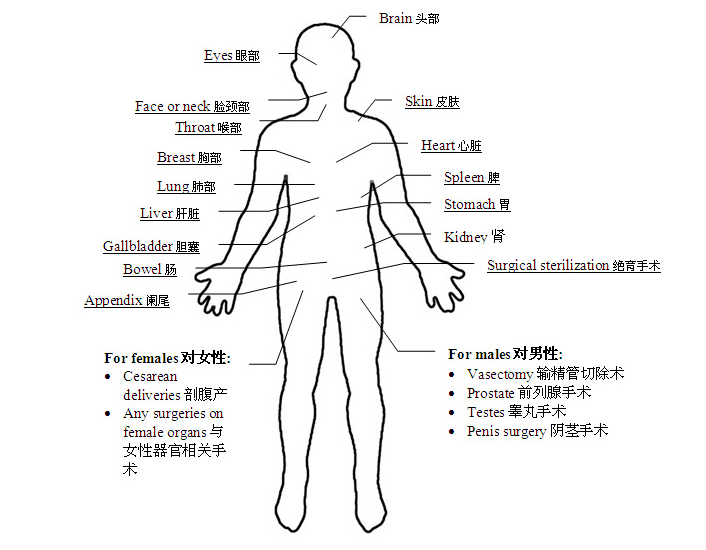 Brain 头部
Eyes 眼部
Face or neck 脸颈部
Skin 皮肤
Throat 喉部
Heart 心脏
Breast 胸部
Spleen 脾
Lung 肺部
Stomach 胃
Liver 肝脏
Kidney 肾
Gallbladder 胆囊
Bowel 肠
Surgical sterilization 绝育手术
Appendix 阑尾
For females 对女性:
• Cesarean
deliveries 剖腹产
• Any surgeries on
female organs 与
女性器官相关手
术
For males 对男性:
• Vasectomy 输精管切除术
• Prostate 前列腺手术
• Testes 睾丸手术
• Penis surgery 阴茎手术